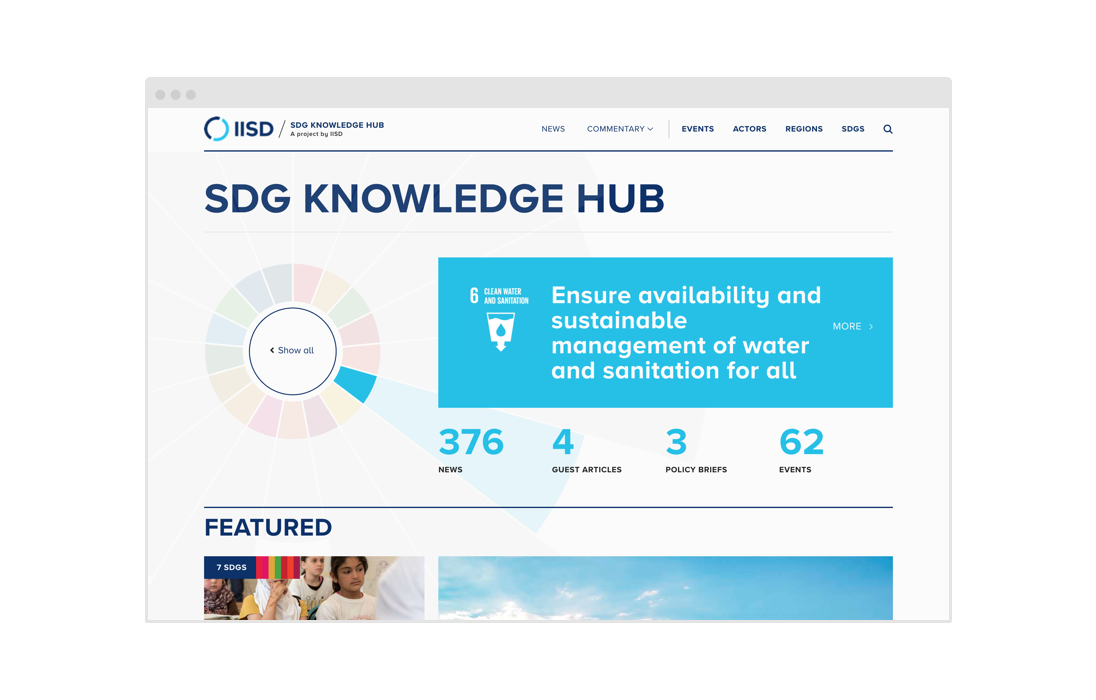 IISD
SDG KNOWLEDGE HUB
A project by IISD
NEWS
COMMENTARY
EVENTS
ACTORS
REGIONS
SDGS
SDG KNOWLEDGE HUB
Show all
6
CLEAN WATER
AND SANITATION
Ensure availability and
sustainable
management of water
and sanitation for all
MORE
376
NEWS
4
GUEST ARTICLES
3
POLICY BRIEFS
62
EVENTS
FEATURED
7 SDGS